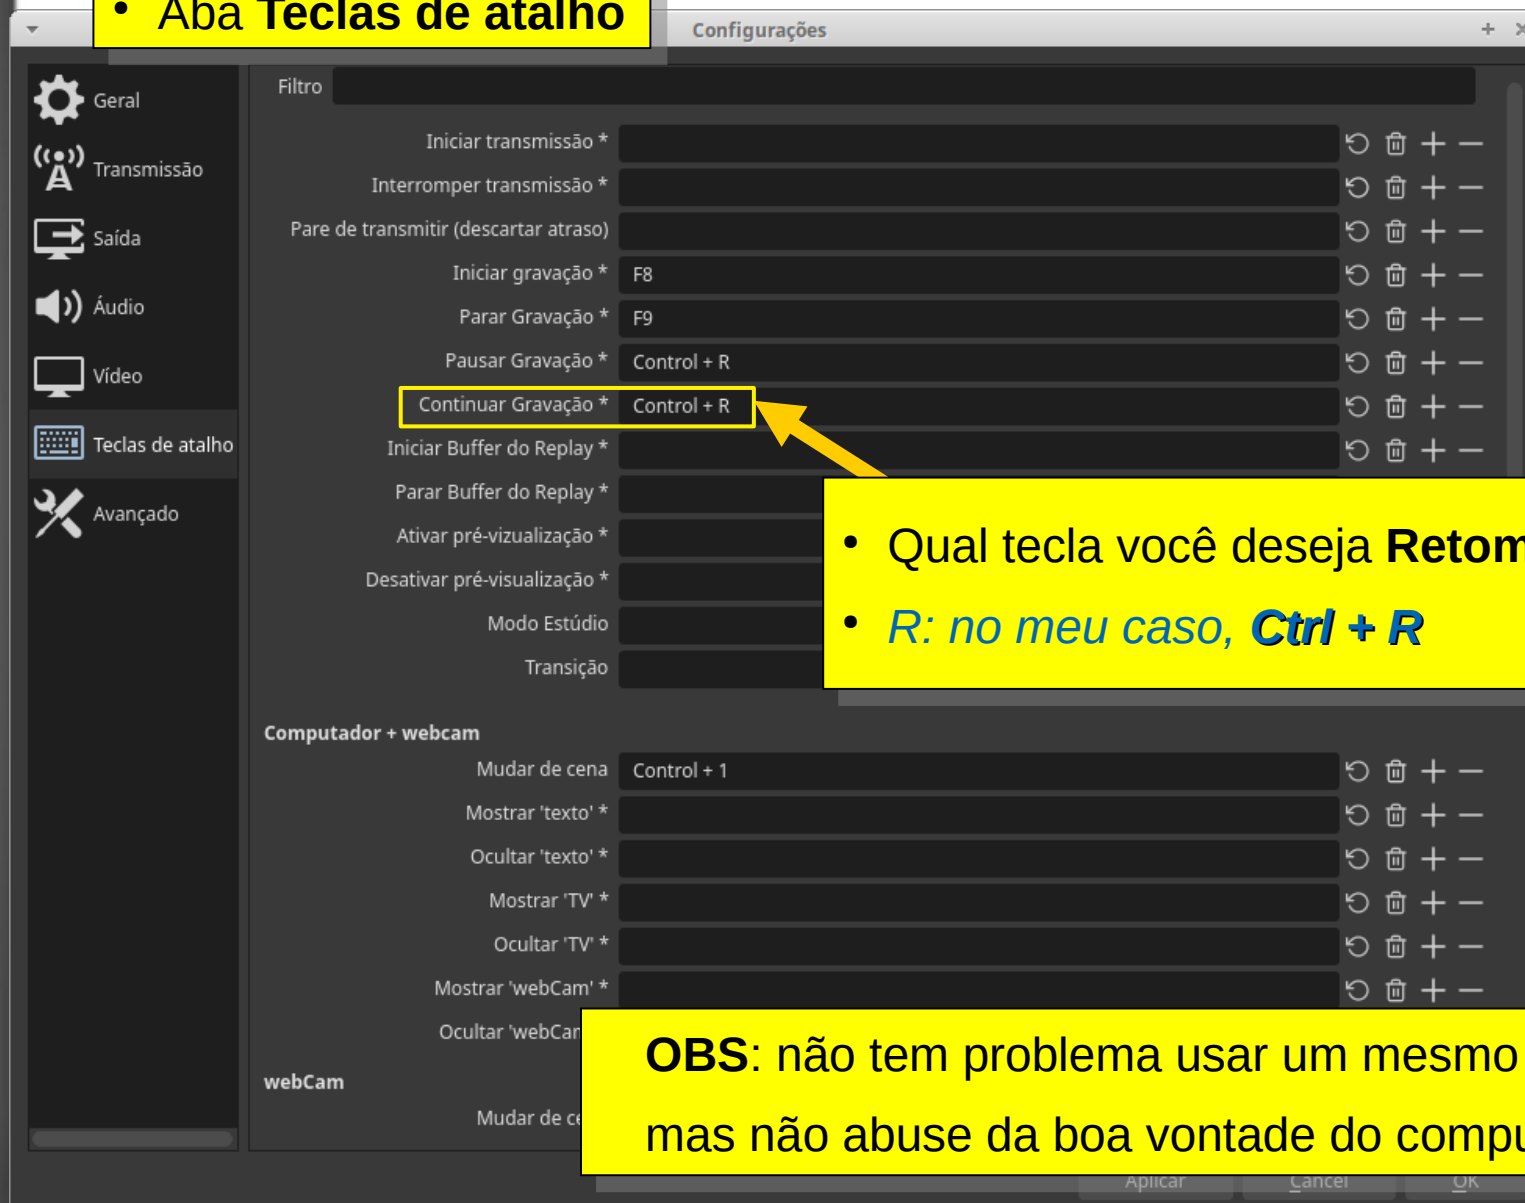 • Aba Teclas de atalho
Configurações
Geral
Transmissão
Saída
Áudio
Vídeo
Teclas de atalho
Avançado
Filtro
Iniciar transmissão *
Interromper transmissão *
Pare de transmitir (descartar atraso)
Iniciar gravação * F8
Parar Gravação * F9
Pausar Gravação * Control + R
Continuar Gravação * Control + R
Iniciar Buffer do Replay *
Parar Buffer do Replay *
Ativar pré-vizualização *
Desativar pré-visualização *
Modo Estúdio
Transição
• Qual tecla você deseja Retom
• R: no meu caso, Ctrl + R
Computador + webcam
Mudar de cena Control + 1
Mostrar 'texto' *
Ocultar 'texto' *
Mostrar 'TV' *
Ocultar 'TV' *
Mostrar 'webCam' *
Ocultar 'webCam
webCam
Mudar de ce
OBS: não tem problema usar um mesmo
mas não abuse da boa vontade do compu
Aplicar Cancel OK